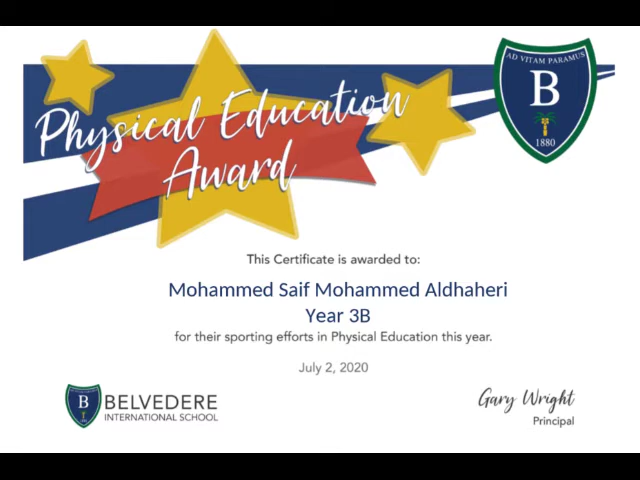 Physical Education
Award
AD VITAM PARAMUS
B
1880
This Certificate is awarded to:
Mohammed Saif Mohammed Aldhaheri
Year 3B
for their sporting efforts in Physical Education this year.
July 2, 2020
B
BELVEDERE
INTERNATIONAL SCHOOL
Gary Wright
Principal